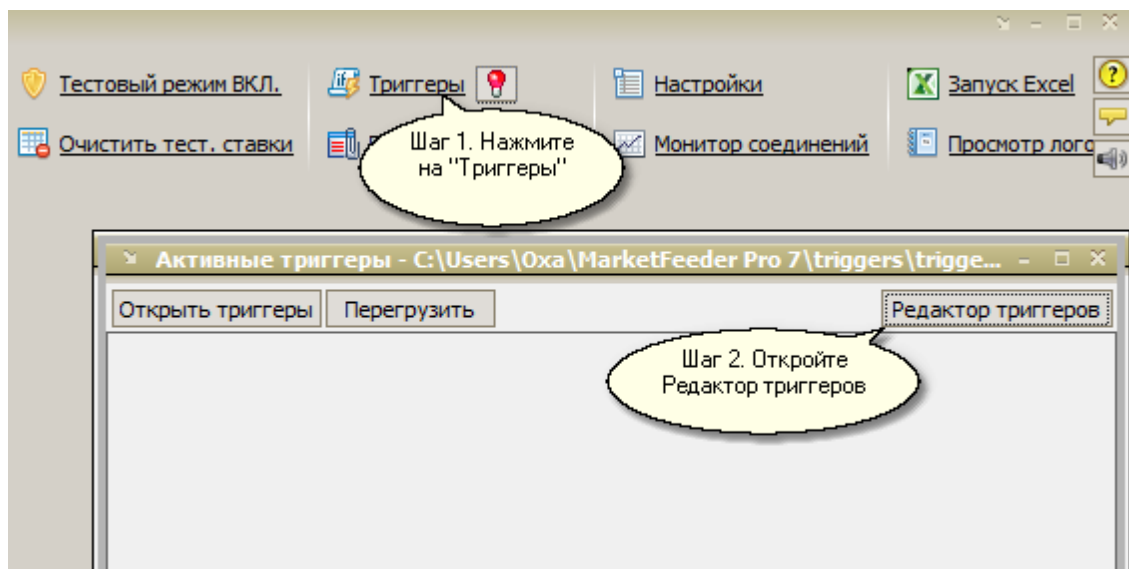 Тестовый режим ВКЛ.
Триггеры
Настройки
Запуск Excel
?
Очистить тест. ставки
Монитор соединений
Просмотр лого
Шаг 1. Нажмите
на "Триггеры"
Активные триггеры - C:\Users\Oxa\MarketFeeder Pro 7\triggers\trigge...
Открыть триггеры
Перегрузить
Редактор триггеров
Шаг 2. Откройте
Редактор триггеров